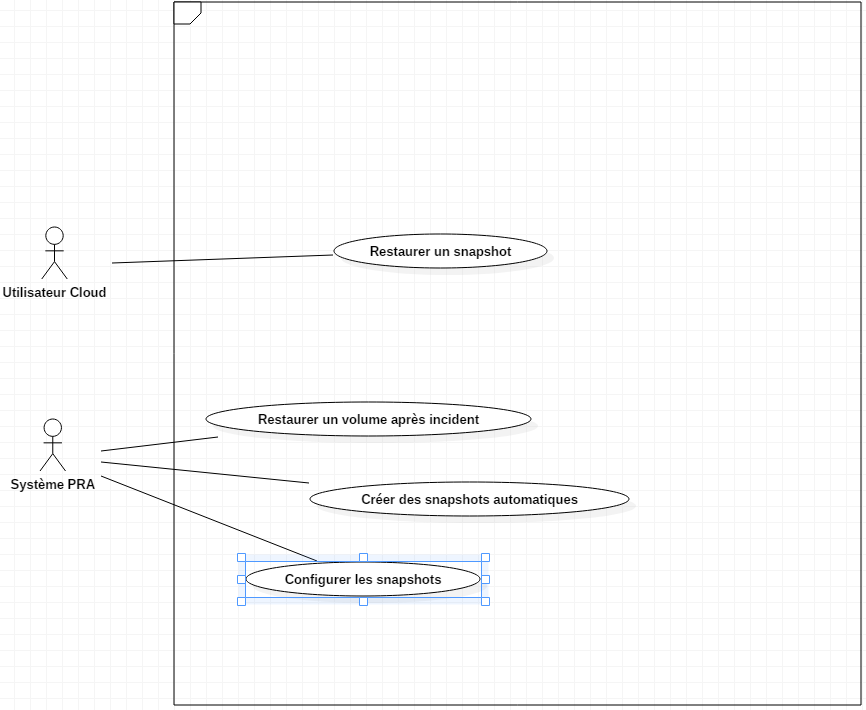 Restaurer un snapshot
Utilisateur Cloud
Restaurer un volume après incident
Système PRA
Créer des snapshots automatiques
Configurer les snapshots